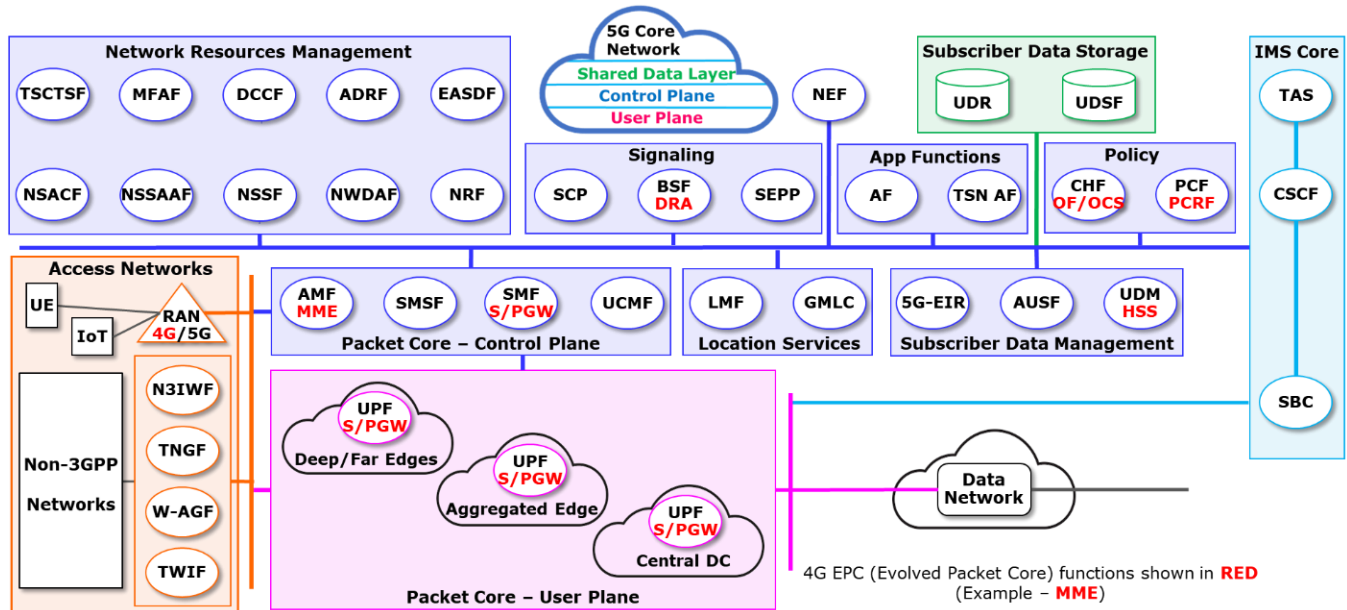 Network Resources Management
TSCTSF
MFAF
DCCF
ADRF
EASDF
NSACF
NSSAAF
NSSF
NWDAF
NRF
5G Core
Network
Shared Data Layer
Control Plane
User Plane
NEF
Subscriber Data Storage
UDR
UDSF
IMS Core
TAS
CSCF
SBC
Signaling
SCP
BSF
DRA
SEPP
App Functions
AF
TSN AF
Policy
CHF
OF/OCS
PCF
PCRF
Access Networks
UE
IoT
RAN
4G/5G
N3IWF
TNGF
W-AGF
TWIF
Non-3GPP
Networks
AMF
MME
SMSF
SMF
S/PGW
UCMF
Packet Core – Control Plane
LMF
GMLC
Location Services
5G-EIR
AUSF
UDM
HSS
Subscriber Data Management
UPF
S/PGW
Deep/Far Edges
UPF
S/PGW
Aggregated Edge
UPF
S/PGW
Central DC
Packet Core – User Plane
Data
Network
4G EPC (Evolved Packet Core) functions shown in RED
(Example – MME)